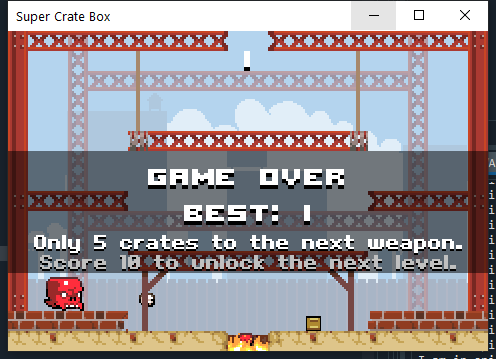 Super Crate Box
1
GAME OVER
BEST: 1
Only 5 crates to the next weapon.
Score 10 to unlock the next level.